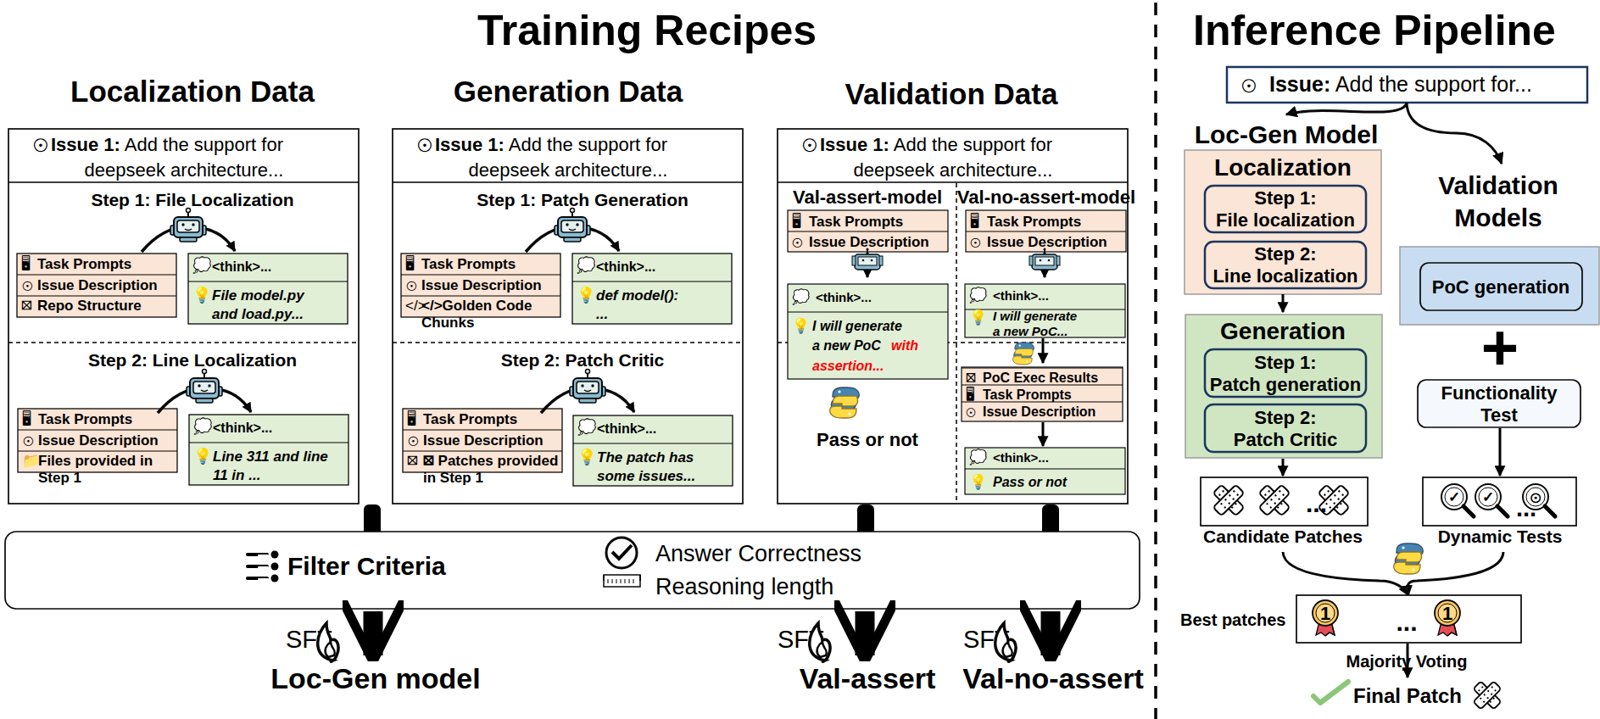 Training Recipes
Localization Data
Issue 1: Add the support for
deepseek architecture...
Step 1: File Localization
Task Prompts
Issue Description
Repo Structure
<think>...
File model.py
and load.py...
Step 2: Line Localization
Task Prompts
Issue Description
Files provided in
Step 1
<think>...
Line 311 and line
11 in ...
Generation Data
Issue 1: Add the support for
deepseek architecture...
Step 1: Patch Generation
Task Prompts
Issue Description
</></>Golden Code
Chunks
<think>...
def model():
...
Step 2: Patch Critic
Task Prompts
Issue Description
Patches provided
in Step 1
<think>...
The patch has
some issues...
Validation Data
Issue 1: Add the support for
deepseek architecture...
Val-assert-model
Task Prompts
Issue Description
<think>...
I will generate
a new PoC with
assertion...
Pass or not
Val-no-assert-model
Task Prompts
Issue Description
<think>...
I will generate
a new PoC...
PoC Exec Results
Task Prompts
Issue Description
<think>...
Pass or not
Filter Criteria
Answer Correctness
Reasoning length
SF
Loc-Gen model
SF
Val-assert
SF
Val-no-assert
Inference Pipeline
Issue: Add the support for...
Loc-Gen Model
Localization
Step 1:
File localization
Step 2:
Line localization
Generation
Step 1:
Patch generation
Step 2:
Patch Critic
...
Candidate Patches
Validation
Models
PoC generation
+
Functionality
Test
...
Dynamic Tests
Best patches
1
...
1
Majority Voting
Final Patch